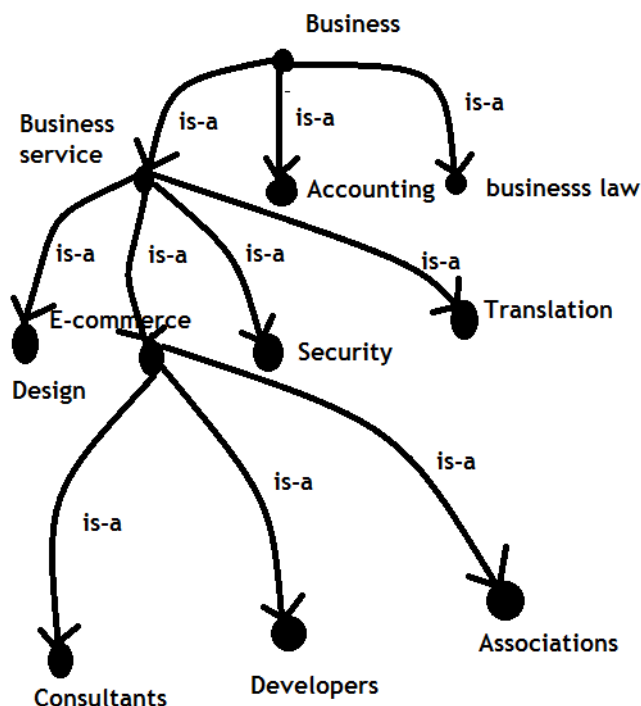 Business
Business
service
is-a
is-a
is-a
Accounting
businesss law
is-a
is-a
is-a
is-a
E-commerce
Translation
Design
Security
is-a
is-a
is-a
Consultants
Developers
Associations